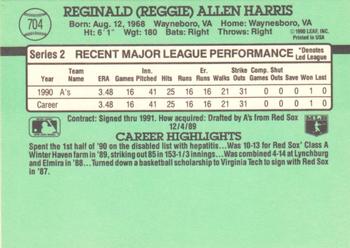 704
REGINALD (REGGIE) ALLEN HARRIS
© 1990 LEAF, INC.
Printed in USA
Born: Aug. 12, 1968 Wayneboro, VA Home: Waynesboro, VA
Ht: 6'1" Wgt: 180 Bats: Right Throws: Right
Series 2 RECENT MAJOR LEAGUE PERFORMANCE *Denotes Led League
Year Team Name ERA Games Innings Pitched Hits Runs Er. Runs Walks Strike Outs Comp. Games Shut Outs Save Won Lost
1990 A's 3.48 16 41 25 16 16 21 31 0 0 0 1 0
Career 3.48 16 41 25 16 16 21 31 0 0 0 1 0
Contract: Signed thru 1991. How acquired: Drafted by A's from Red Sox
12/4/89
CAREER HIGHLIGHTS
Spent the 1st half of '90 on the disabled list with hepatitis...Was 10-13 for Red Sox' Class A
Winter Haven farm in '89, striking out 85 in 153-1/3 innings...Was combined 4-14 at Lynchburg
and Elmira in '88...Turned down a basketball scholarship to Virginia Tech to sign with Red Sox
in '87.